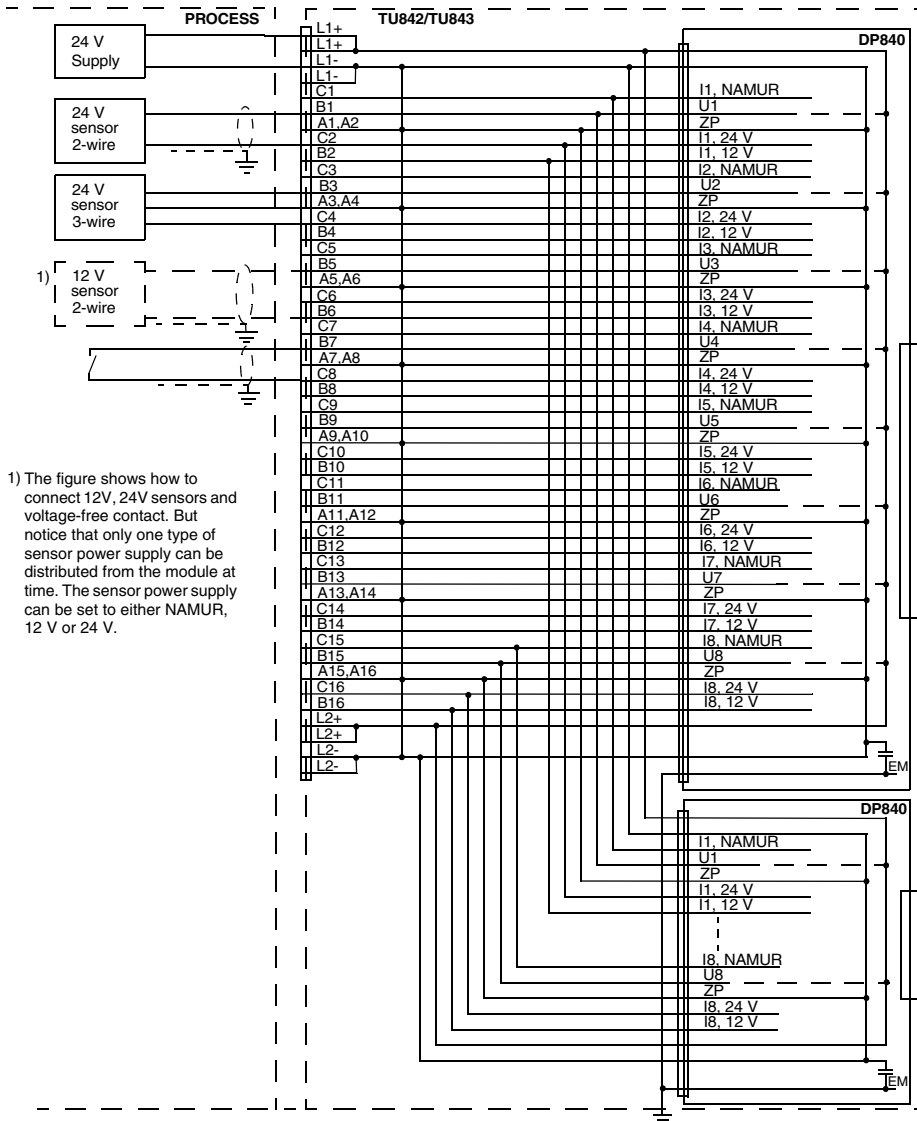 PROCESS
TU842/TU843
DP840
24 V
Supply
24 V
sensor
2-wire
24 V
sensor
3-wire
1)
12 V
sensor
2-wire
1) The figure shows how to
connect 12V, 24V sensors and
voltage-free contact. But
notice that only one type of
sensor power supply can be
distributed from the module at
time. The sensor power supply
can be set to either NAMUR,
12 V or 24 V.
L1+
L1+
L1-
L1-
C1
B1
A1,A2
C2
B2
C3
B3
A3,A4
C4
B4
C5
B5
A5,A6
C6
B6
C7
B7
A7,A8
C8
B8
C9
B9
A9,A10
C10
B10
C11
B11
A11,A12
C12
B12
C13
B13
A13,A14
C14
B14
C15
B15
A15,A16
C16
B16
L2+
L2+
L2-
L2-
I1, NAMUR
U1
ZP
I1, 24 V
I1, 12 V
I2, NAMUR
U2
ZP
I2, 24 V
I2, 12 V
I3, NAMUR
U3
ZP
I3, 24 V
I3, 12 V
I4, NAMUR
U4
ZP
I4, 24 V
I4, 12 V
I5, NAMUR
U5
ZP
I5, 24 V
I5, 12 V
I6, NAMUR
U6
ZP
I6, 24 V
I6, 12 V
I7, NAMUR
U7
ZP
I7, 24 V
I7, 12 V
I8, NAMUR
U8
ZP
I8, 24 V
I8, 12 V
EM
DP840
I1, NAMUR
U1
ZP
I1, 24 V
I1, 12 V
I8, NAMUR
U8
ZP
I8, 24 V
I8, 12 V
EM